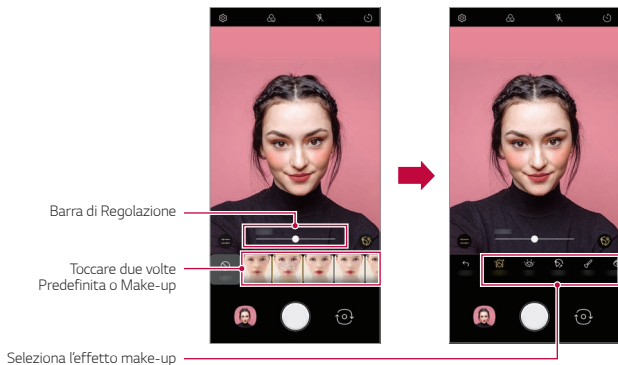 Barra di Regolazione
Toccare due volte
Predefinita o Make-up
Seleziona l'effetto make-up